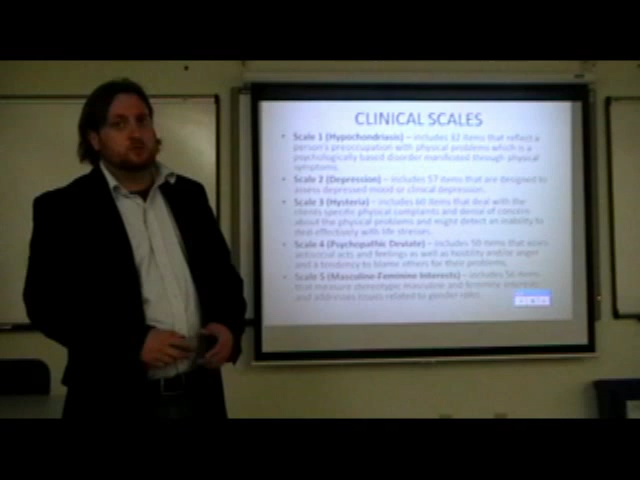 CLINICAL SCALES
• Scale 1 (Hypochondriasis) – includes 32 items that reflect a
person's preoccupation with physical problems which is a
psychologically based disorder manifested through physical
symptoms.
• Scale 2 (Depression) – includes 57 items that are designed to
assess depressed mood or clinical depression.
• Scale 3 (Hysteria) – includes 60 items that deal with the
clients specific physical complaints and denial of concern
about the physical problems and might detect an inability to
deal effectively with life stresses.
• Scale 4 (Psychopathic Deviate) – includes 50 items that assess
antisocial acts and feelings as well as hostility and/or anger
and a tendency to blame others for their problems.
• Scale 5 (Masculine-Feminine Interests) – includes 56 items
that measure stereotypic masculine and feminine interests
and addresses issues related to gender roles.